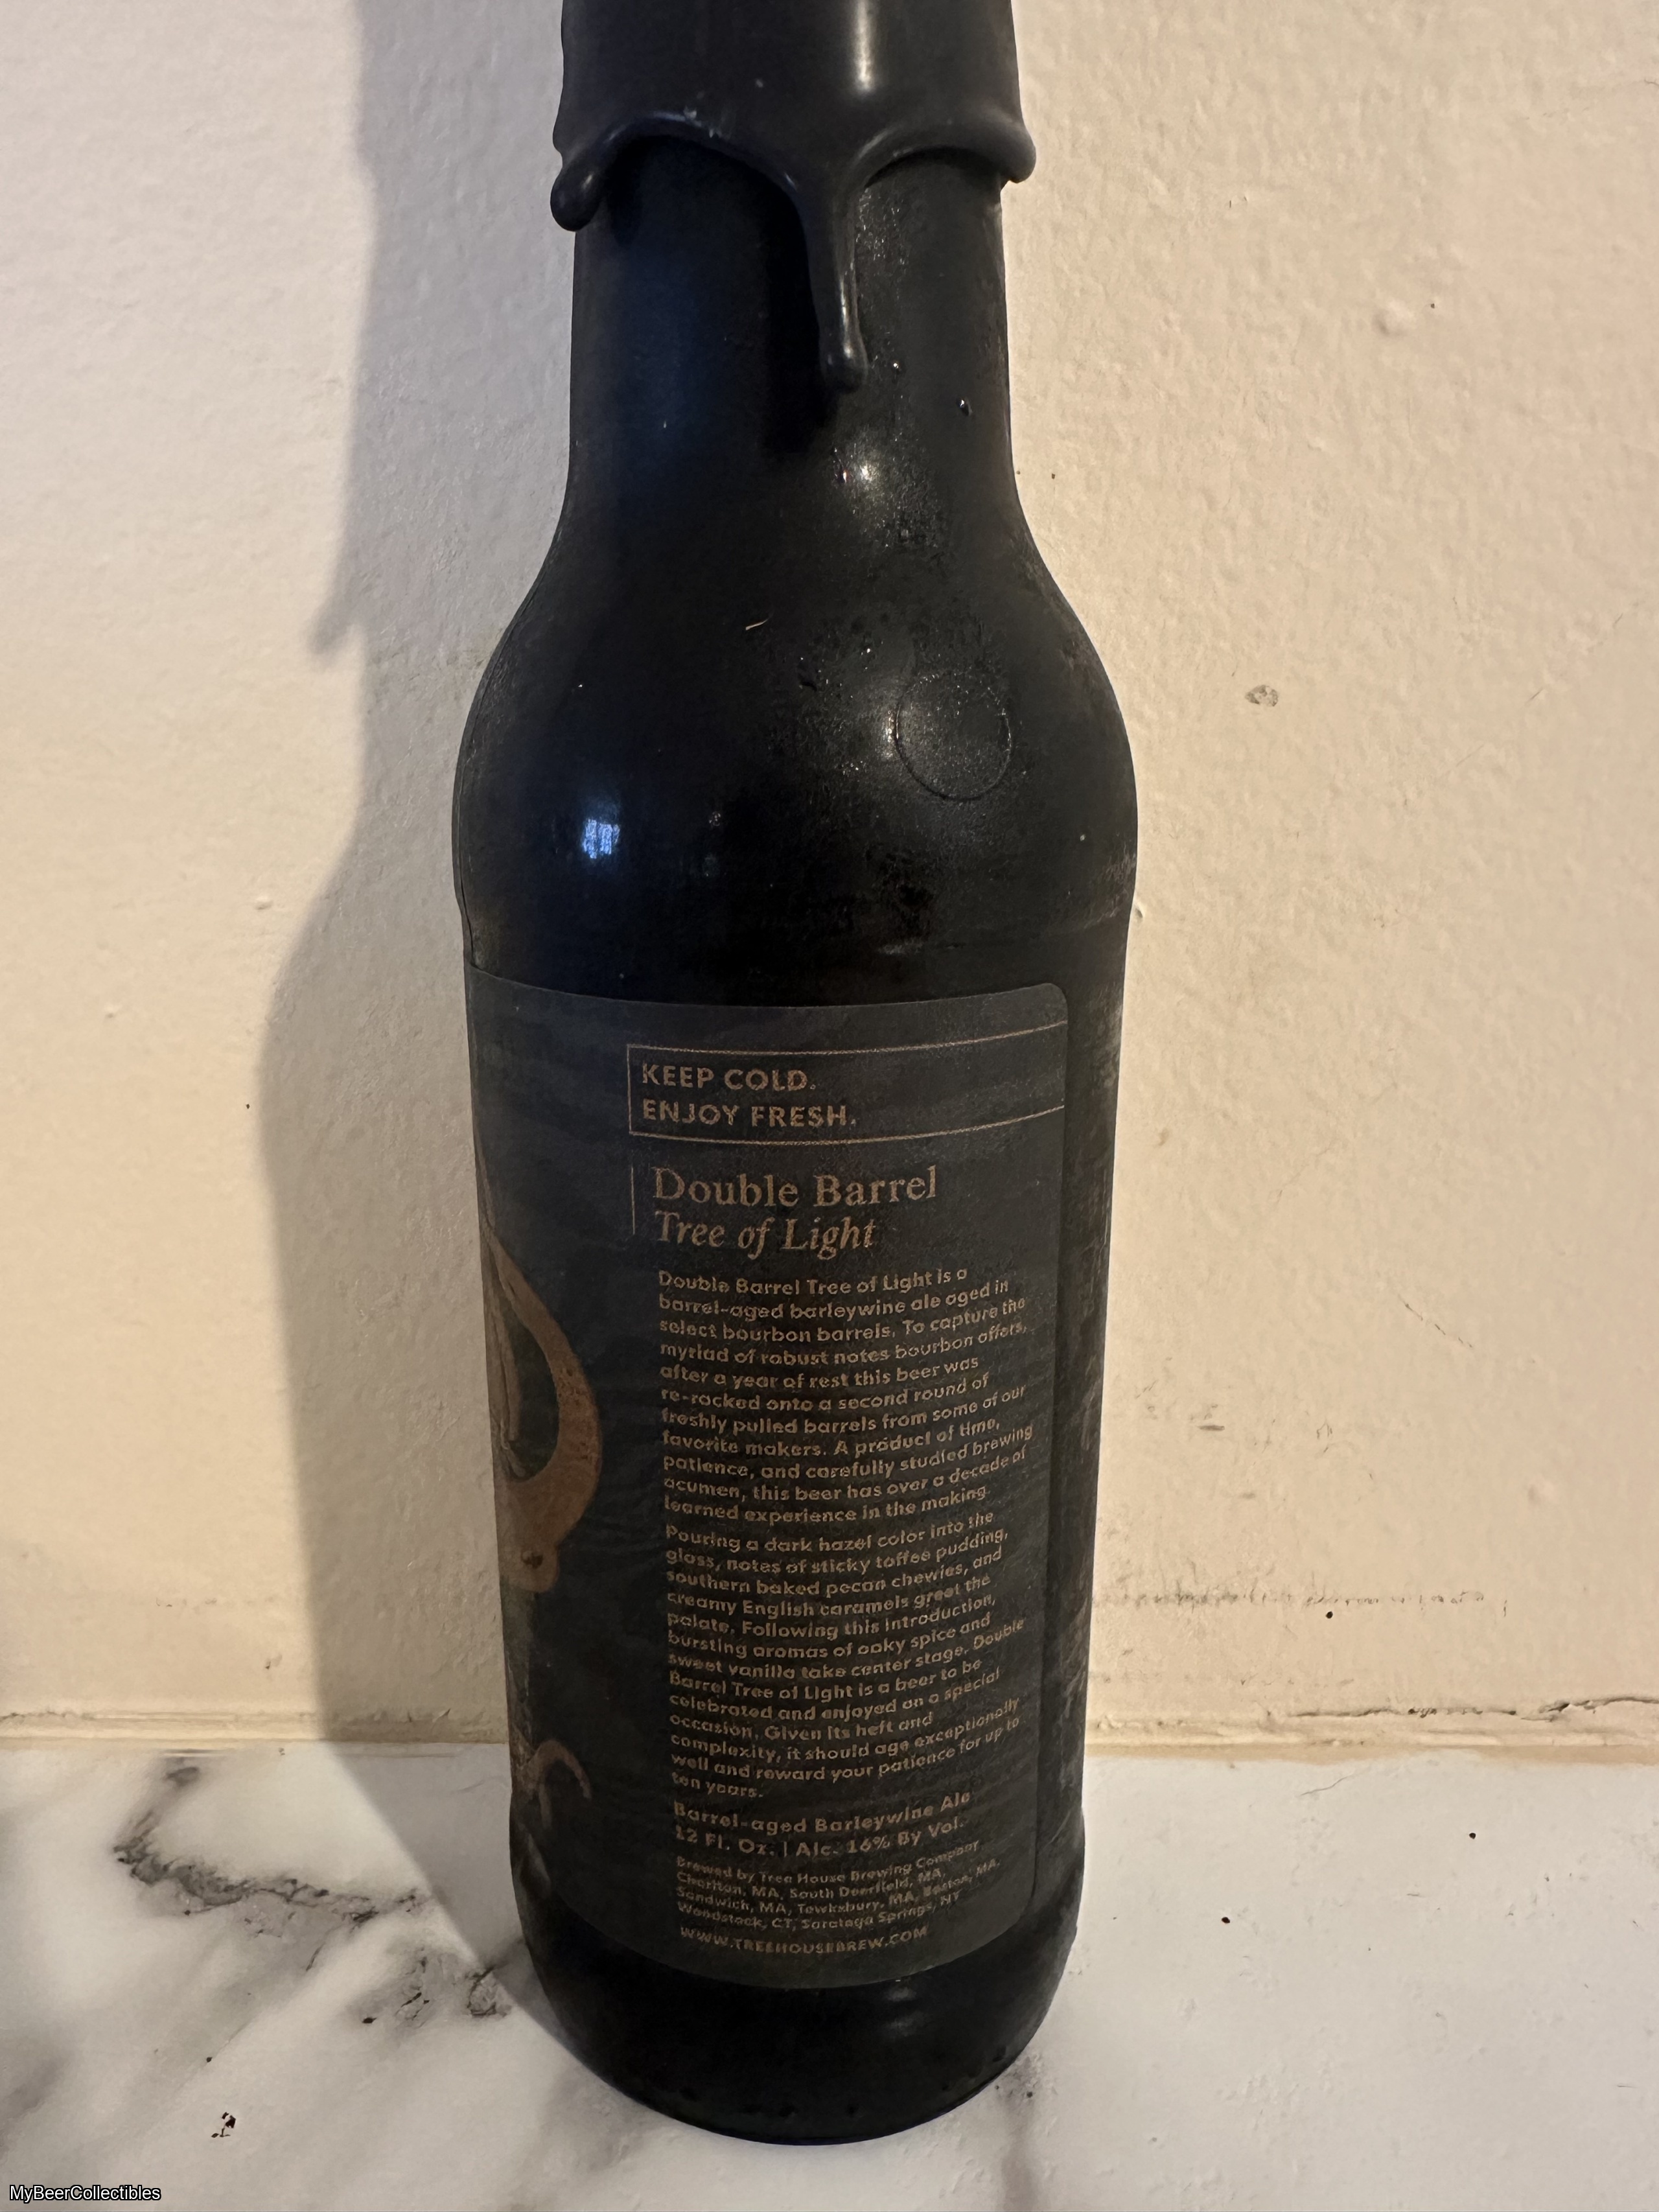 KEEP COLD.
ENJOY FRESH.
Double Barrel
Tree of Light
Double Barrel Tree of Light is a
barrel-aged barleywine ale aged in
select bourbon barrels. To capture the
myriad of robust notes bourbon offers,
after a year of rest this beer was
re-racked onto a second round of
freshly pulled barrels from some of our
favorite makers. A product of time,
patience, and carefully studied brewing
acumen, this beer has over a decade of
learned experience in the making.
Pouring a dark hazel color into the
glass, notes of sticky toffee pudding,
southern baked pecan chewies, and
creamy English caramels greet the
palate. Following this introduction,
bursting aromas of oaky spice and
sweet vanilla take center stage. Double
Barrel Tree of Light is a beer to be
celebrated and enjoyed on a special
occasion. Given its heft and
complexity, it should age exceptionally
well and reward your patience for up to
ten years.
Barrel-aged Barleywine Ale
12 Fl. Oz. | Alc. 16% By Vol.
Brewed by Tree House Brewing Company
Charlton, MA, South Deerfield, MA,
Sandwich, MA, Tewksbury, MA, Boston, MA,
Woodstock, CT, Saratoga Springs, NY
WWW.TREEHOUSEBREW.COM
MyBeerCollectibles